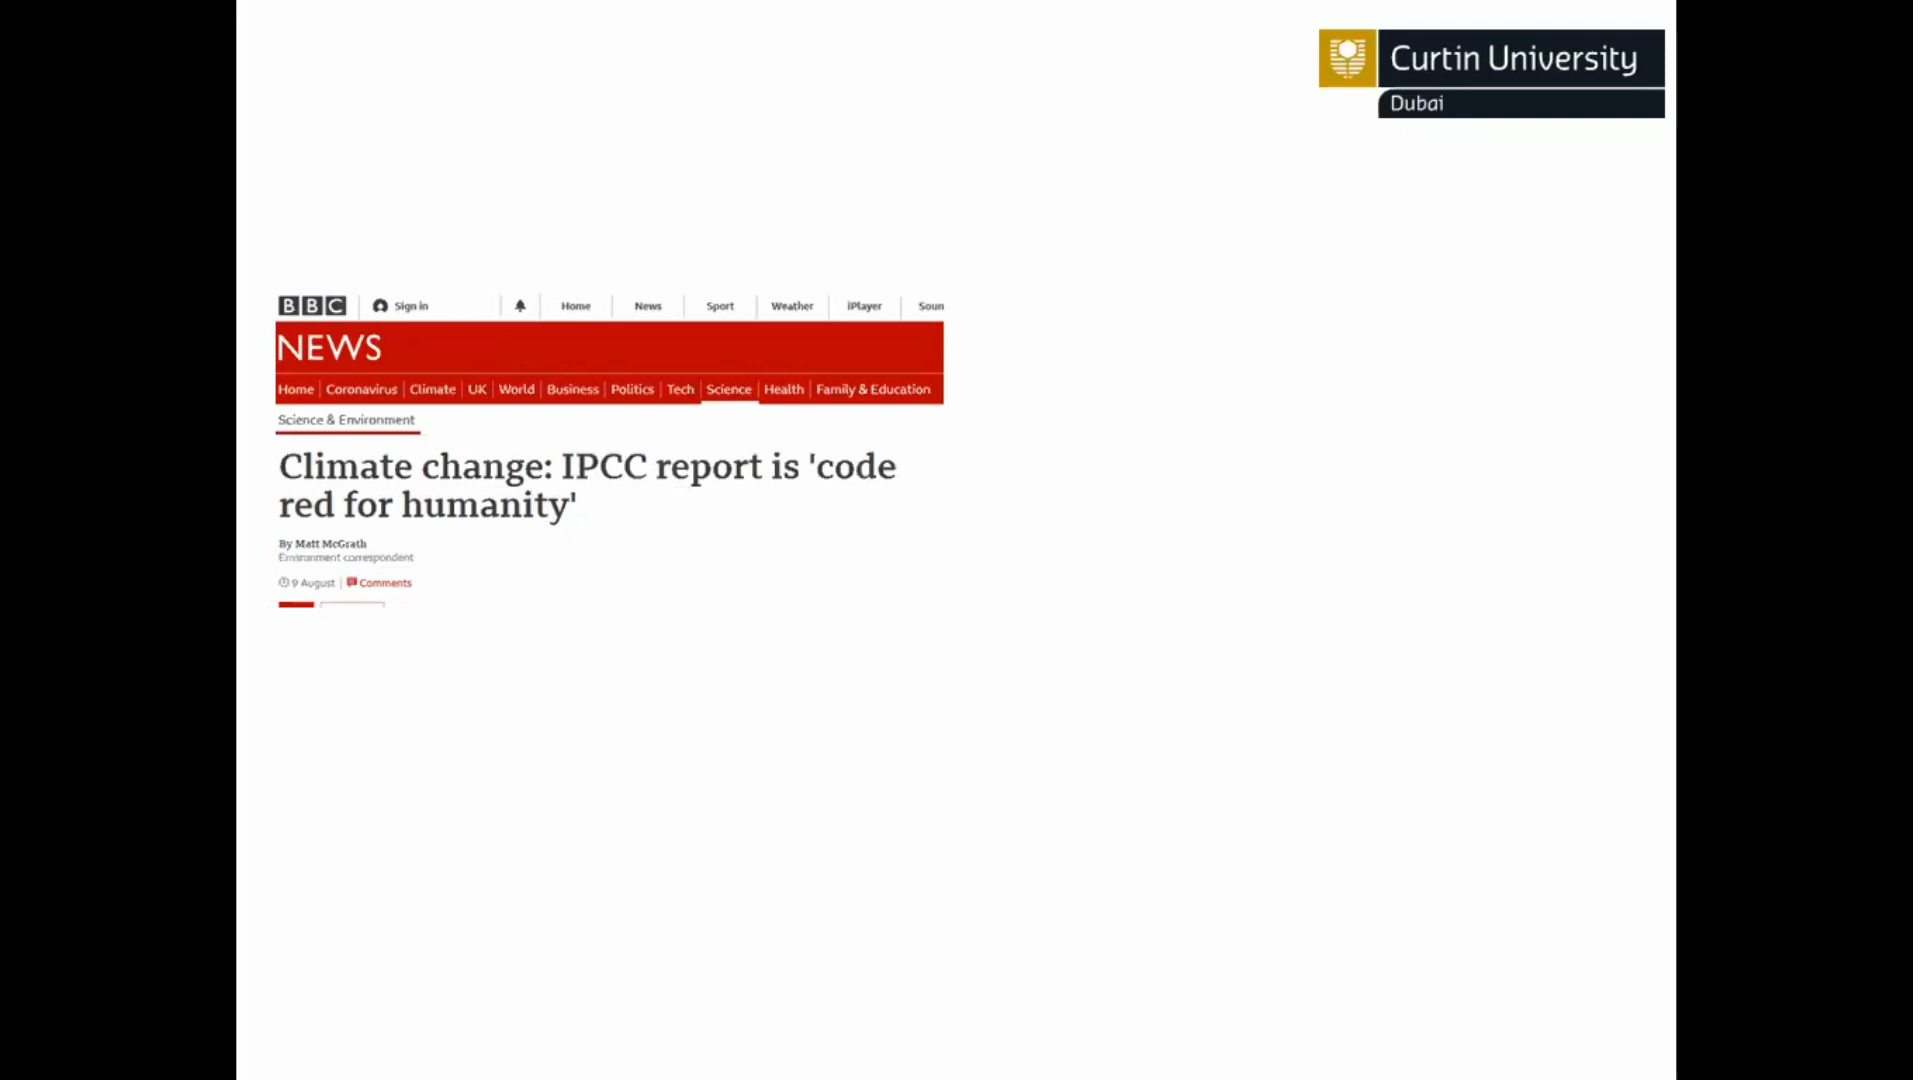 Curtin University
Dubai
BBC Sign in Home News Sport Weather iPlayer Soun
NEWS
Home Coronavirus Climate UK World Business Politics Tech Science Health Family & Education
Science & Environment
Climate change: IPCC report is 'code
red for humanity'
By Matt McGrath
Environment correspondent
9 August Comments